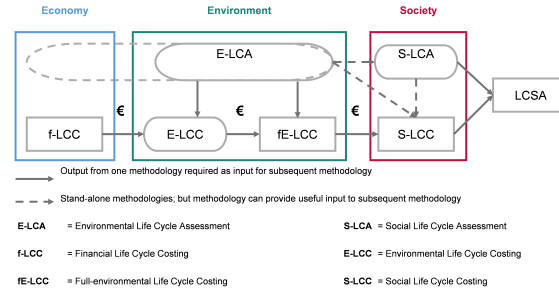 Economy Environment Society
E-LCA S-LCA
LCSA
€ € €
f-LCC E-LCC fE-LCC S-LCC
Output from one methodology required as input for subsequent methodology
Stand-alone methodologies; but methodology can provide useful input to subsequent methodology
E-LCA = Environmental Life Cycle Assessment S-LCA = Social Life Cycle Assessment
f-LCC = Financial Life Cycle Costing E-LCC = Environmental Life Cycle Costing
fE-LCC = Full-environmental Life Cycle Costing S-LCC = Social Life Cycle Costing